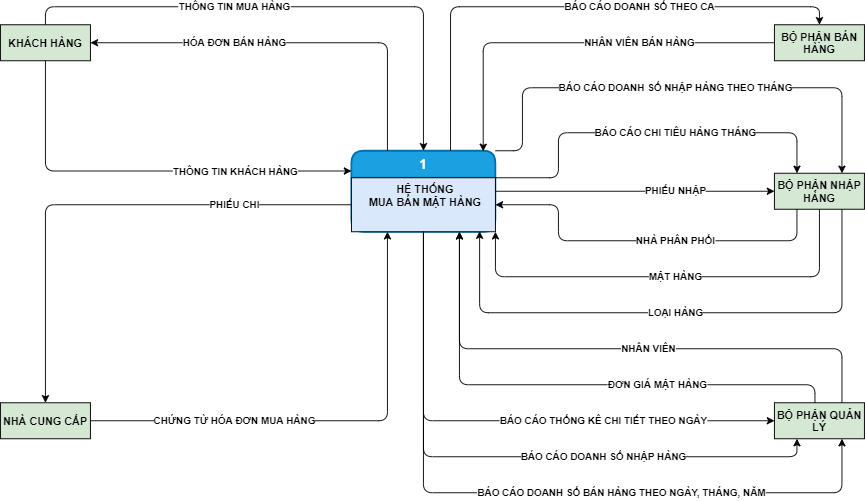 THÔNG TIN MUA HÀNG
BÁO CÁO DOANH SỐ THEO CA
KHÁCH HÀNG
HÓA ĐƠN BÁN HÀNG
NHÂN VIÊN BÁN HÀNG
BỘ PHẬN BÁN
HÀNG
BÁO CÁO DOANH SỐ NHẬP HÀNG THEO THÁNG
BÁO CÁO CHI TIÊU HÀNG THÁNG
1
THÔNG TIN KHÁCH HÀNG
HỆ THỐNG
MUA BÁN MẶT HÀNG
PHIẾU NHẬP
BỘ PHẬN NHẬP
HÀNG
PHIẾU CHI
NHÀ PHÂN PHỐI
MẶT HÀNG
LOẠI HÀNG
NHÂN VIÊN
ĐƠN GIÁ MẶT HÀNG
NHÀ CUNG CẤP
CHỨNG TỪ HÓA ĐƠN MUA HÀNG
BÁO CÁO THỐNG KÊ CHI TIẾT THEO NGÀY
BỘ PHẬN QUẢN
LÝ
BÁO CÁO DOANH SỐ NHẬP HÀNG
BÁO CÁO DOANH SỐ BÁN HÀNG THEO NGÀY, THÁNG, NĂM